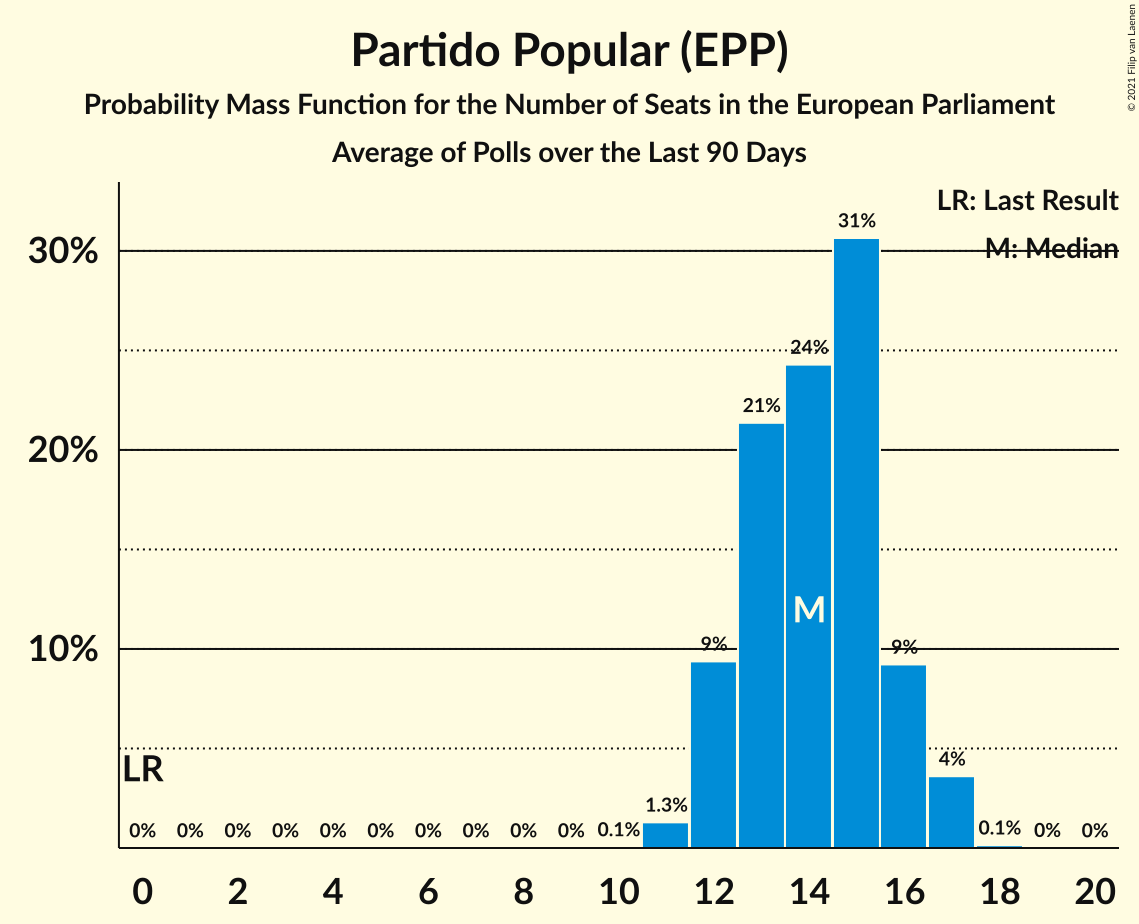 Partido Popular (EPP)
Probability Mass Function for the Number of Seats in the European Parliament
Average of Polls over the Last 90 Days
© 2021 Filip van Laenen
LR: Last Result
M: Median
31%
30%
24%
21%
20%
M
10%
9%
9%
LR
4%
1.3%
0% 0% 0% 0% 0% 0% 0% 0% 0% 0% 0.1% 0.1% 0% 0%
0 2 4 6 8 10 12 14 16 18 20